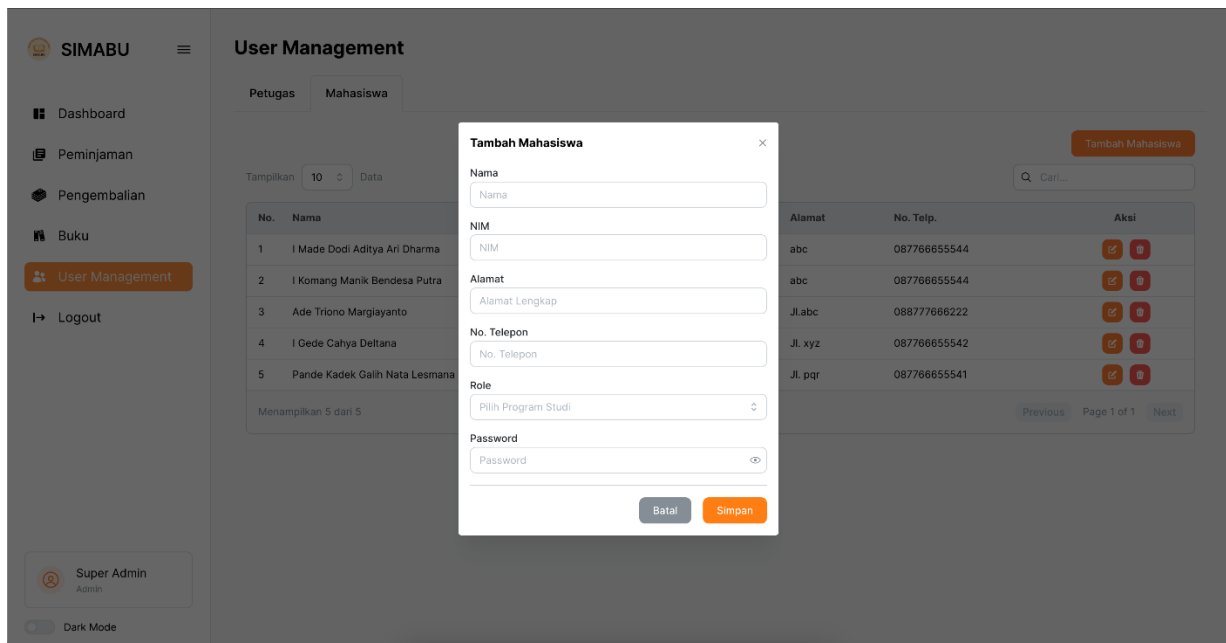 SIMABU
User Management
Petugas Mahasiswa
Dashboard
Peminjaman
Pengembalian
Buku
User Management
Logout
Super Admin
Admin
Dark Mode
Tambah Mahasiswa
Tampilkan 10 Data
Cari...
No. Nama Alamat No. Telp. Aksi
1 I Made Dodi Aditya Ari Dharma abc 087766655544
2 I Komang Manik Bendesa Putra abc 087766655544
3 Ade Triono Margiayanto Jl.abc 088777666222
4 I Gede Cahya Deltana Jl. xyz 087766655542
5 Pande Kadek Galih Nata Lesmana Jl. pqr 087766655541
Menampilkan 5 dari 5
Previous Page 1 of 1 Next
Tambah Mahasiswa
Nama
Nama
NIM
NIM
Alamat
Alamat Lengkap
No. Telepon
No. Telepon
Role
Pilih Program Studi
Password
Password
Batal Simpan